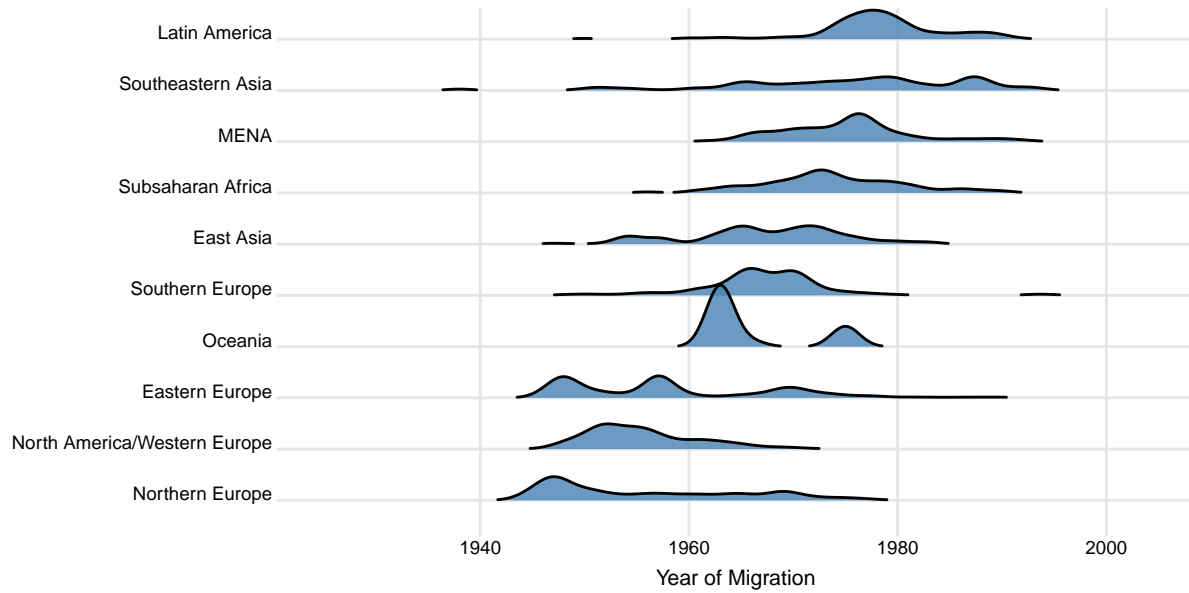 Latin America
Southeastern Asia
MENA
Subsaharan Africa
East Asia
Southern Europe
Oceania
Eastern Europe
North America/Western Europe
Northern Europe
1940 1960 1980 2000
Year of Migration